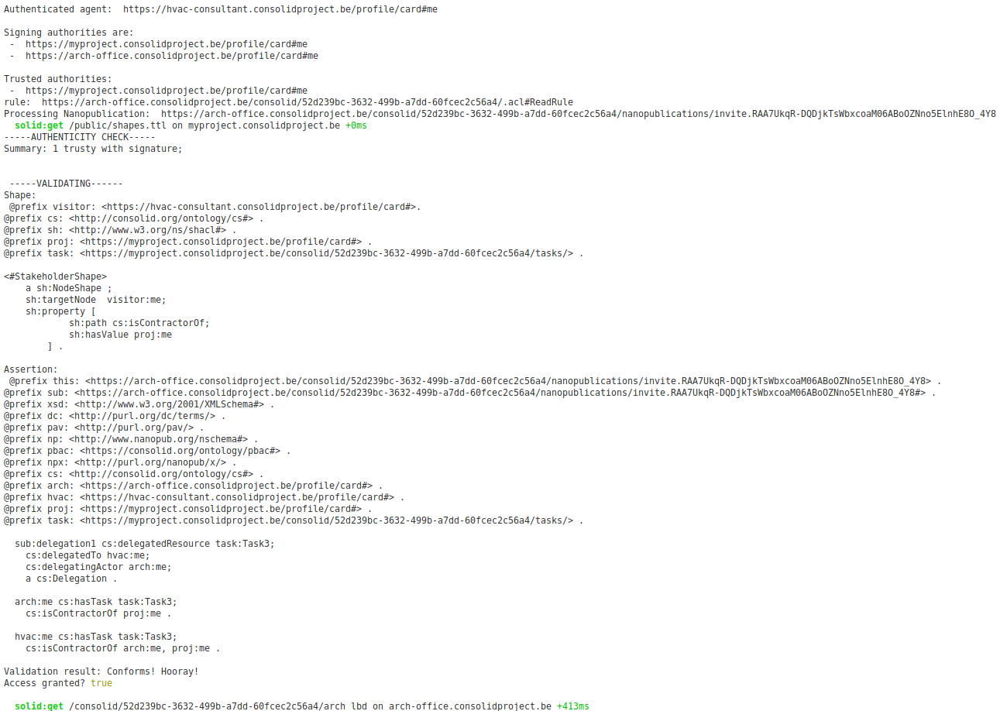 Authenticated agent:  https://hvac-consultant.consolidproject.be/profile/card#me
Signing authorities are:
-  https://myproject.consolidproject.be/profile/card#me
-  https://arch-office.consolidproject.be/profile/card#me
Trusted authorities:
-  https://myproject.consolidproject.be/profile/card#me
rule:  https://arch-office.consolidproject.be/consolid/52d239bc-3632-499b-a7dd-60fcec2c56a4/.acl#ReadRule
Processing Nanopublication:  https://arch-office.consolidproject.be/consolid/52d239bc-3632-499b-a7dd-60fcec2c56a4/nanopublications/invite.RAA7UkqR-DQDjkTsWbxcoaM06ABoOZNno5ElnhE8O_4Y8
solid:get /public/shapes.ttl on myproject.consolidproject.be +0ms
-----AUTHENTICITY CHECK-----
Summary: 1 trusty with signature;
-----VALIDATING------
Shape:
@prefix visitor: <https://hvac-consultant.consolidproject.be/profile/card#>.
@prefix cs: <http://consolid.org/ontology/cs#> .
@prefix sh: <http://www.w3.org/ns/shacl#> .
@prefix proj: <https://myproject.consolidproject.be/profile/card#> .
@prefix task: <https://myproject.consolidproject.be/consolid/52d239bc-3632-499b-a7dd-60fcec2c56a4/tasks/> .
<#StakeholderShape>
a sh:NodeShape ;
sh:targetNode  visitor:me;
sh:property [
sh:path cs:isContractorOf;
sh:hasValue proj:me
] .
Assertion:
@prefix this: <https://arch-office.consolidproject.be/consolid/52d239bc-3632-499b-a7dd-60fcec2c56a4/nanopublications/invite.RAA7UkqR-DQDjkTsWbxcoaM06ABoOZNno5ElnhE8O_4Y8> .
@prefix sub: <https://arch-office.consolidproject.be/consolid/52d239bc-3632-499b-a7dd-60fcec2c56a4/nanopublications/invite.RAA7UkqR-DQDjkTsWbxcoaM06ABoOZNno5ElnhE8O_4Y8#> .
@prefix xsd: <http://www.w3.org/2001/XMLSchema#> .
@prefix dc: <http://purl.org/dc/terms/> .
@prefix pav: <http://purl.org/pav/> .
@prefix np: <http://www.nanopub.org/nschema#> .
@prefix pbac: <https://consolid.org/ontology/pbac#> .
@prefix npx: <http://purl.org/nanopub/x/> .
@prefix cs: <http://consolid.org/ontology/cs#> .
@prefix arch: <https://arch-office.consolidproject.be/profile/card#> .
@prefix hvac: <https://hvac-consultant.consolidproject.be/profile/card#> .
@prefix proj: <https://myproject.consolidproject.be/profile/card#> .
@prefix task: <https://myproject.consolidproject.be/consolid/52d239bc-3632-499b-a7dd-60fcec2c56a4/tasks/> .
sub:delegation1 cs:delegatedResource task:Task3;
cs:delegatedTo hvac:me;
cs:delegatingActor arch:me;
a cs:Delegation .
arch:me cs:hasTask task:Task3;
cs:isContractorOf proj:me .
hvac:me cs:hasTask task:Task3;
cs:isContractorOf arch:me, proj:me .
Validation result: Conforms! Hooray!
Access granted? true
solid:get /consolid/52d239bc-3632-499b-a7dd-60fcec2c56a4/arch lbd on arch-office.consolidproject.be +413ms